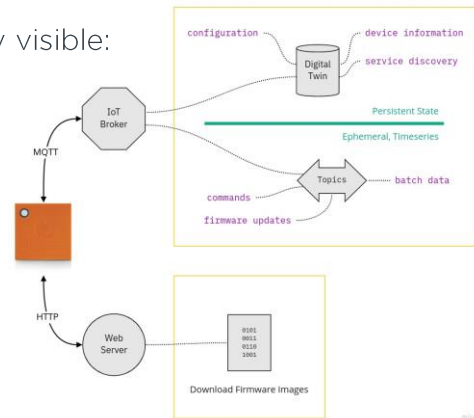 y visible:
configuration
device information
service discovery
Digital
Twin
IoT
Broker
Persistent State
Ephemeral, Timeseries
MQTT
Topics
batch data
commands
firmware updates
HTTP
Web
Server
0101
0011
0110
1001
Download Firmware Images